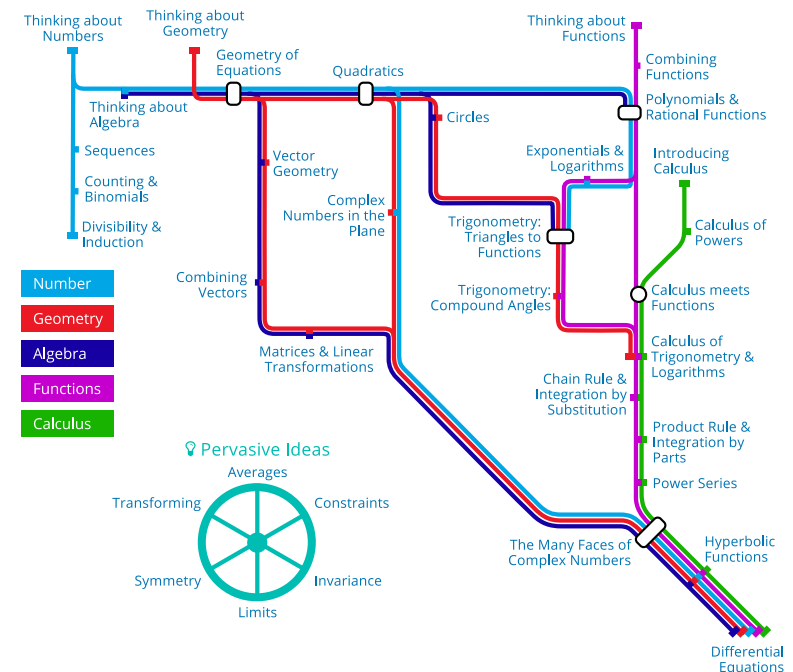 Thinking about
Numbers
Thinking about
Geometry
Thinking about
Functions
Geometry of
Equations
Quadratics
Combining
Functions
Thinking about
Algebra
Polynomials &
Rational Functions
Circles
Sequences
Vector
Geometry
Exponentials &
Logarithms
Introducing
Calculus
Counting &
Binomials
Complex
Numbers in the
Plane
Divisibility &
Induction
Trigonometry:
Triangles to
Functions
Calculus of
Powers
Combining
Vectors
Trigonometry:
Compound Angles
Calculus meets
Functions
Number
Geometry
Algebra
Functions
Calculus
Matrices & Linear
Transformations
Calculus of
Trigonometry &
Logarithms
Chain Rule &
Integration by
Substitution
Product Rule &
Integration by
Parts
Power Series
Pervasive Ideas
Averages
Transforming
Constraints
Symmetry
Invariance
Limits
The Many Faces of
Complex Numbers
Hyperbolic
Functions
Differential
Equations